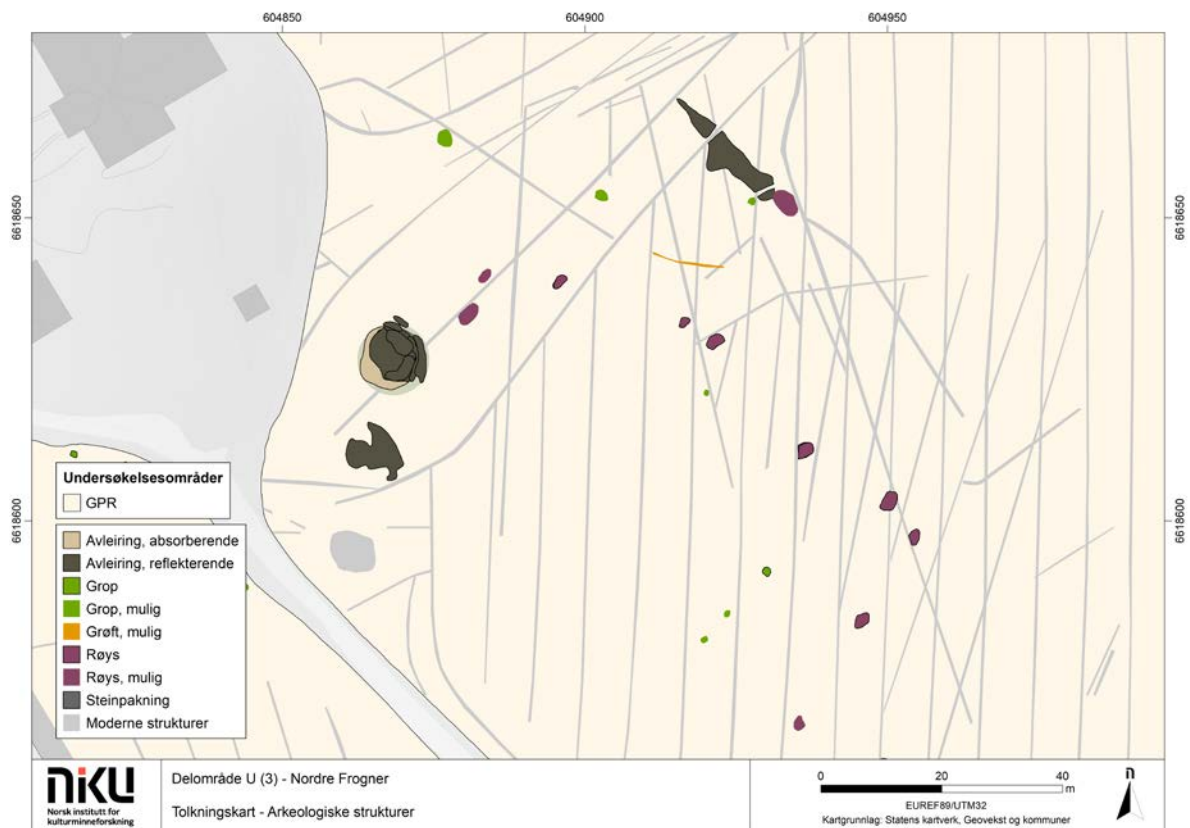 604850
604900
604950
6618650
6618650
6618600
6618600
Undersøkelsesområder
GPR
Avleiring, absorberende
Avleiring, reflekterende
Grop
Grop, mulig
Grøft, mulig
Røys
Røys, mulig
Steinpakning
Moderne strukturer
NIKU
Norsk institutt for
kulturminneforskning
Delområde U (3) - Nordre Frogner
Tolkningskart - Arkeologiske strukturer
0 20 40
m
EUREF89/UTM32
Kartgrunnlag: Statens kartverk, Geovekst og kommuner
n